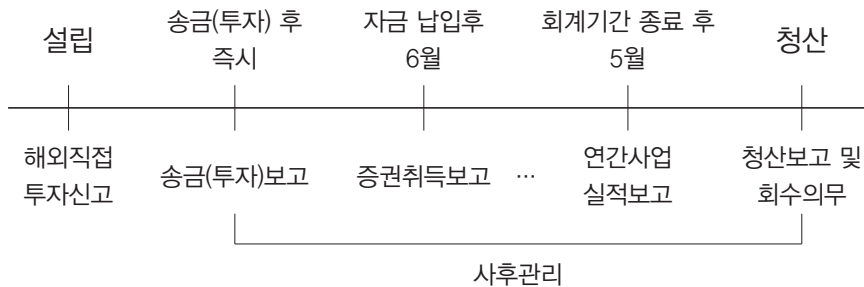 설립
송금(투자) 후
즉시
자금 납입후
6월
회계기간 종료 후
5월
청산
해외직접
투자신고
송금(투자)보고
증권취득보고
…
연간사업
실적보고
청산보고 및
회수의무
사후관리